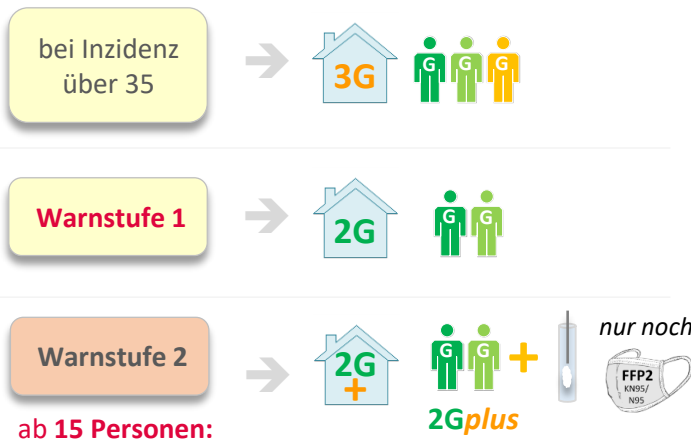 bei Inzidenz
über 35
3G
G G G
Warnstufe 1
2G
G G
Warnstufe 2
2G
+
G G +
nur noch
FFP2
KN95/
N95
2Gplus
ab 15 Personen: